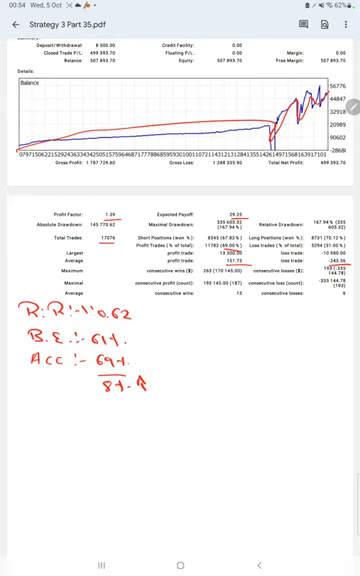 00:54 Wed, 5 Oct 62%
Strategy 3 Part 35.pdf
Summary:
Deposit/Withdrawal: 8 500.00 Credit Facility: 0.00
Closed Trade P/L: 499 393.70 Floating P/L: 0.00 Margin: 0.00
Balance: 507 893.70 Equity: 507 893.70 Free Margin: 507 893.70
Details:
Balance
Gross Profit: 1 787 729.60 Gross Loss: 1 288 335.90 Total Net Profit: 499 393.70
Profit Factor: 1.39 Expected Payoff: 29.25
Absolute Drawdown: 145 770.62 Maximal Drawdown: 335 603.32 (167.94 %) Relative Drawdown: 167.94 % (335 603.32)
Total Trades: 17076 Short Positions (won %): 8345 (67.83 %) Long Positions (won %): 8731 (70.12 %)
Profit Trades (% of total): 11782 (69.00 %) Loss trades (% of total): 5294 (31.00 %)
Largest profit trade: 13 300.00 loss trade: -10 980.00
Average profit trade: 151.73 loss trade: -243.36
Maximum consecutive wins ($): 263 (170 145.00) consecutive losses ($): 193 (-335 144.78)
Maximal consecutive profit (count): 193 145.00 (187) consecutive loss (count): -335 144.78 (193)
Average consecutive wins: 13 consecutive losses: 6
R:R :- 1:0.62
B.E :- 61%
Acc :- 69%
8% ↑